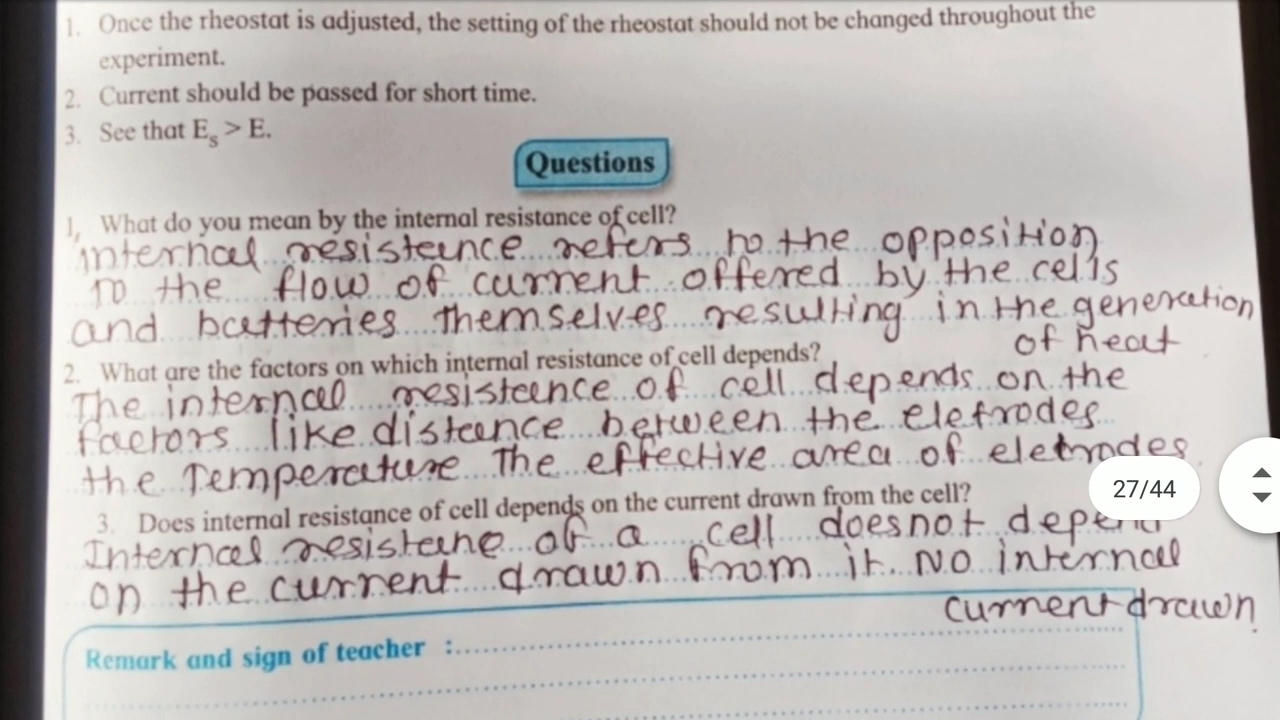 1. Once the rheostat is adjusted, the setting of the rheostat should not be changed throughout the
experiment.
2. Current should be passed for short time.
3. See that Es > E.
Questions
1, What do you mean by the internal resistance of cell?
internal resistance refers to the opposition
to the flow of current offered by the cells
and batteries themselves resulting in the generation
of heat
2. What are the factors on which internal resistance of cell depends?
The internal resistance of cell depends on the
factors like distance between the eletrodes
the Temperature The effective area of eletrodes
27/44
3. Does internal resistance of cell depends on the current drawn from the cell?
Internal resistane of a cell doesnot depend
on the current drawn from it. No internal
current drawn.
Remark and sign of teacher :